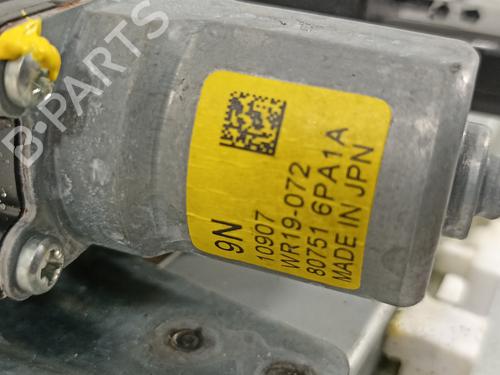 B-PARTS
9N
10907
WR19-072
80751 6PA1A
MADE IN JPN